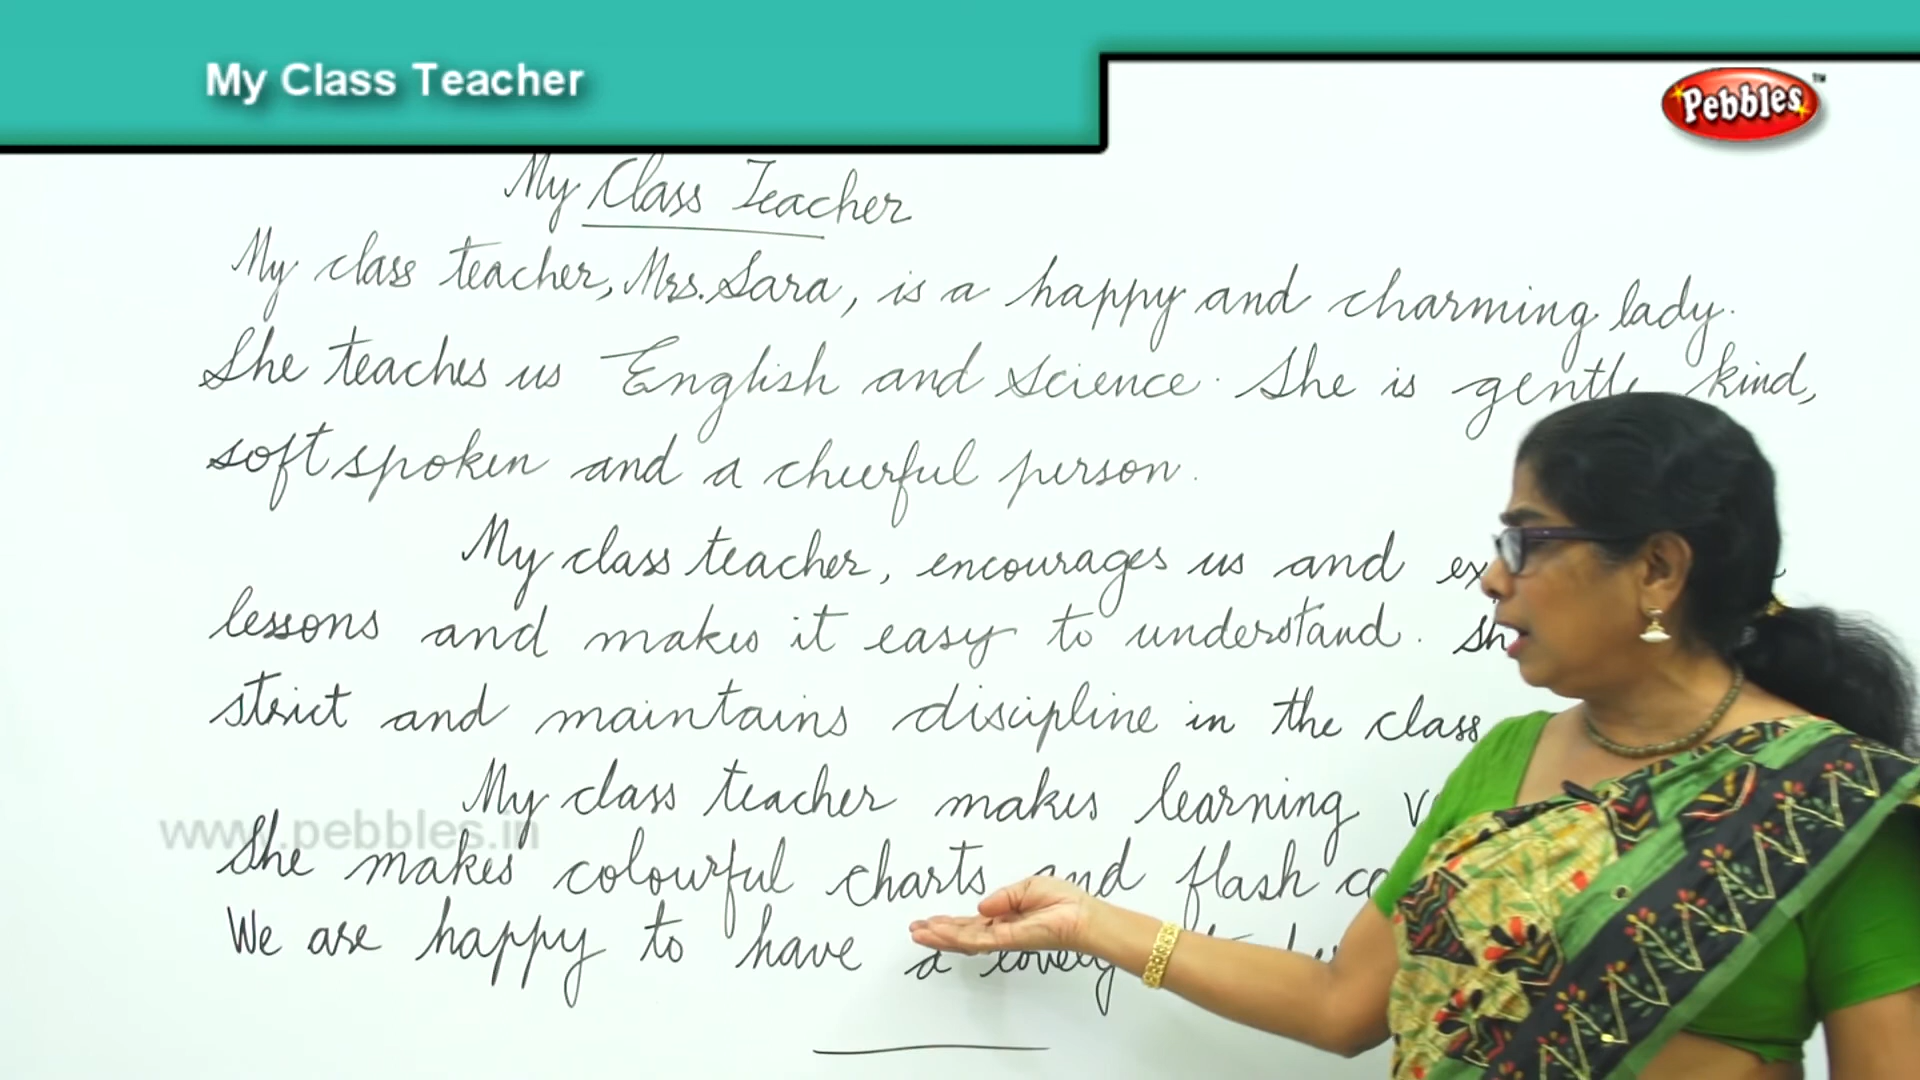 My Class Teacher
Pebbles™
My Class Teacher
My class teacher, Mrs. Sara, is a happy and charming lady.
She teaches us English and Science. She is gentle kind,
soft spoken and a cheerful person.
My class teacher, encourages us and
lessons and makes it easy to understand. Sh
strict and maintains discipline in the class
My class teacher makes learning
www.pebbles.in
She makes colourful charts and flash
We are happy to have a lovely